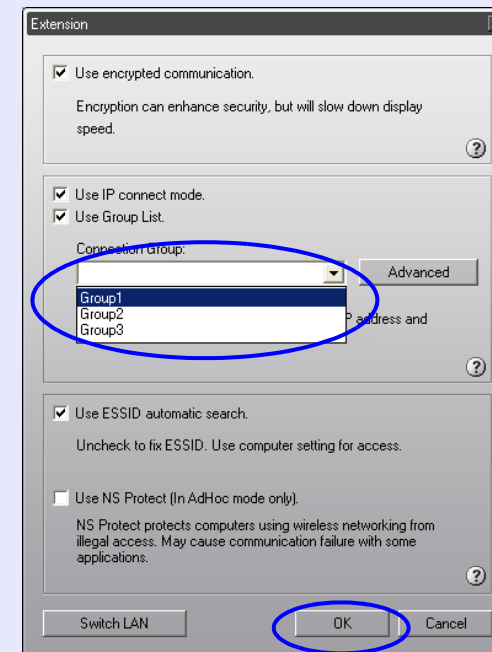 Extension
Use encrypted communication.
Encryption can enhance security, but will slow down display
speed.
?
Use IP connect mode.
Use Group List.
Connection Group:
Advanced
Group1
Group2
Group3
address and
?
Use ESSID automatic search.
Uncheck to fix ESSID. Use computer setting for access.
Use NS Protect (In AdHoc mode only).
NS Protect protects computers using wireless networking from
illegal access. May cause communication failure with some
applications.
?
Switch LAN
OK
Cancel